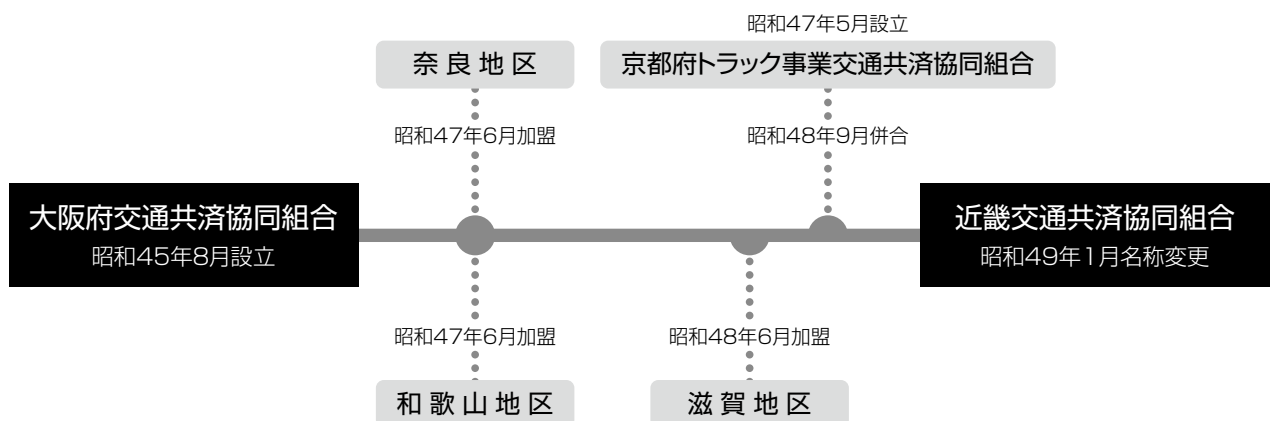 昭和47年5月設立
奈良地区
京都府トラック事業交通共済協同組合
昭和47年6月加盟
昭和48年9月併合
大阪府交通共済協同組合
昭和45年8月設立
近畿交通共済協同組合
昭和49年1月名称変更
昭和47年6月加盟
昭和48年6月加盟
和歌山地区
滋賀地区